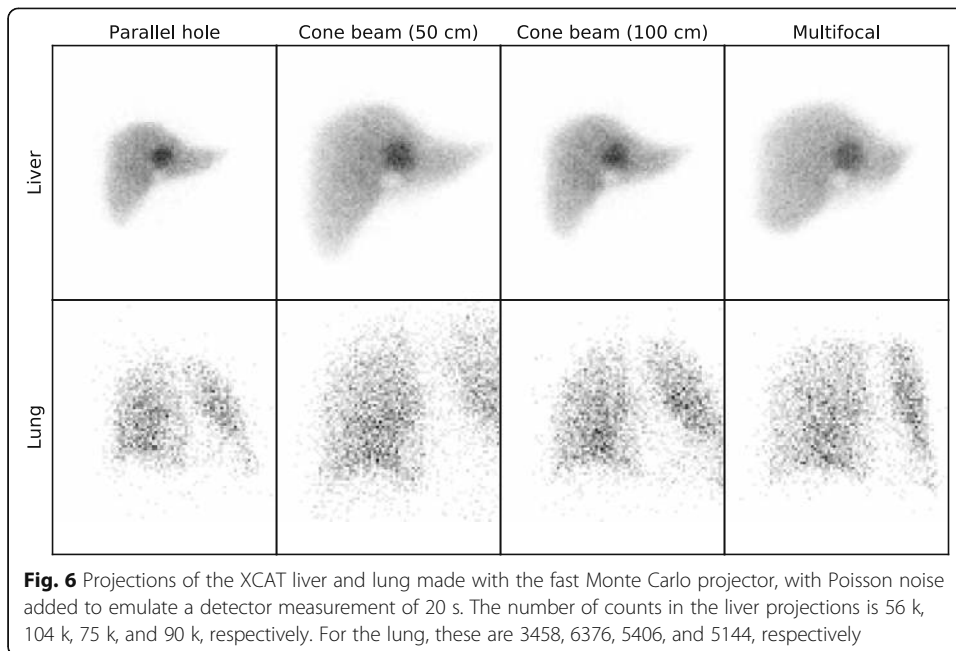 Parallel hole
Cone beam (50 cm)
Cone beam (100 cm)
Multifocal
Liver
Lung
Fig. 6 Projections of the XCAT liver and lung made with the fast Monte Carlo projector, with Poisson noise
added to emulate a detector measurement of 20 s. The number of counts in the liver projections is 56 k,
104 k, 75 k, and 90 k, respectively. For the lung, these are 3458, 6376, 5406, and 5144, respectively